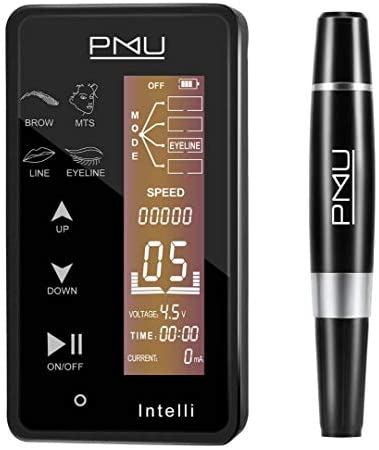 PMU
OFF
BROW
MTS
MODE
LINE
EYELINE
EYELINE
SPEED
00000
UP
05
DOWN
VOLTAGE: 4.5 V
TIME: 00:00
CURRENT: 0 mA
ON/OFF
Intelli
PMU